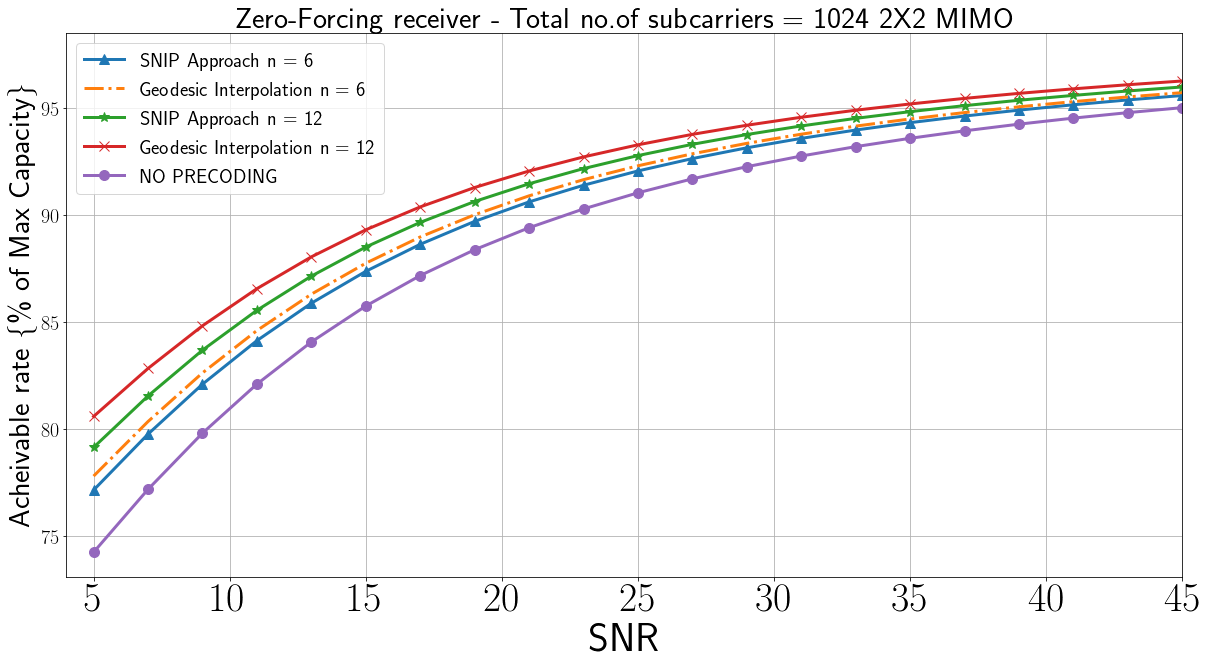 Zero-Forcing receiver - Total no.of subcarriers = 1024 2X2 MIMO
SNIP Approach n = 6
Geodesic Interpolation n = 6
SNIP Approach n = 12
Geodesic Interpolation n = 12
NO PRECODING
Acheivable rate {% of Max Capacity}
95
90
85
80
75
5 10 15 20 25 30 35 40 45
SNR